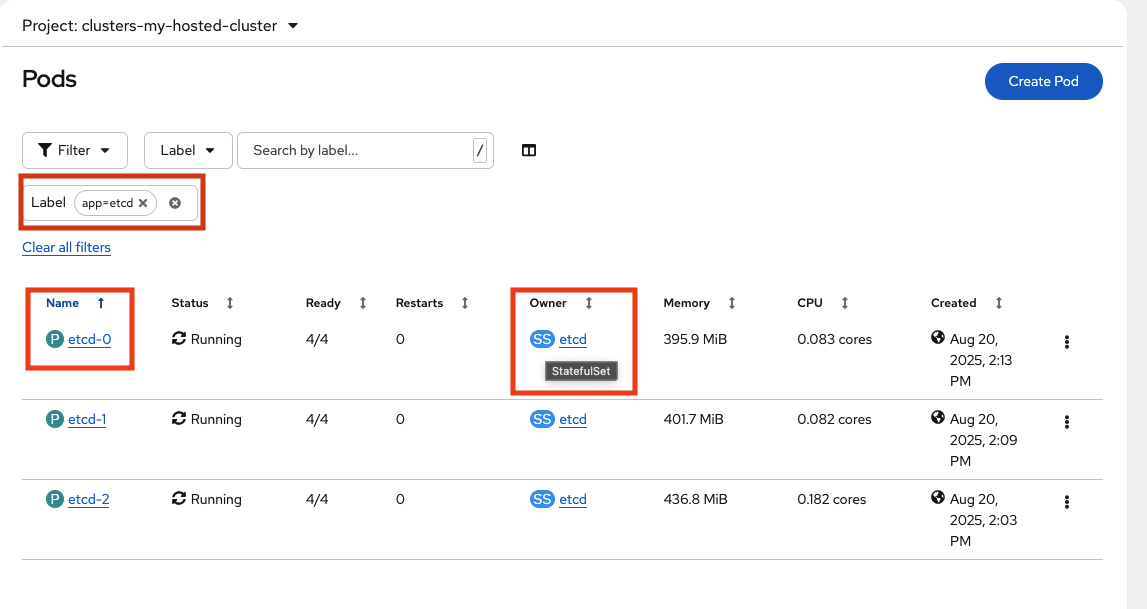 Project: clusters-my-hosted-cluster
Pods
Create Pod
Filter Label Search by label... /
Label app=etcd
Clear all filters
Name Status Ready Restarts Owner Memory CPU Created
P etcd-0 Running 4/4 0 SS etcd 395.9 MiB 0.083 cores Aug 20,
2025, 2:13
PM
StatefulSet
P etcd-1 Running 4/4 0 SS etcd 401.7 MiB 0.082 cores Aug 20,
2025, 2:09
PM
P etcd-2 Running 4/4 0 SS etcd 436.8 MiB 0.182 cores Aug 20,
2025, 2:03
PM